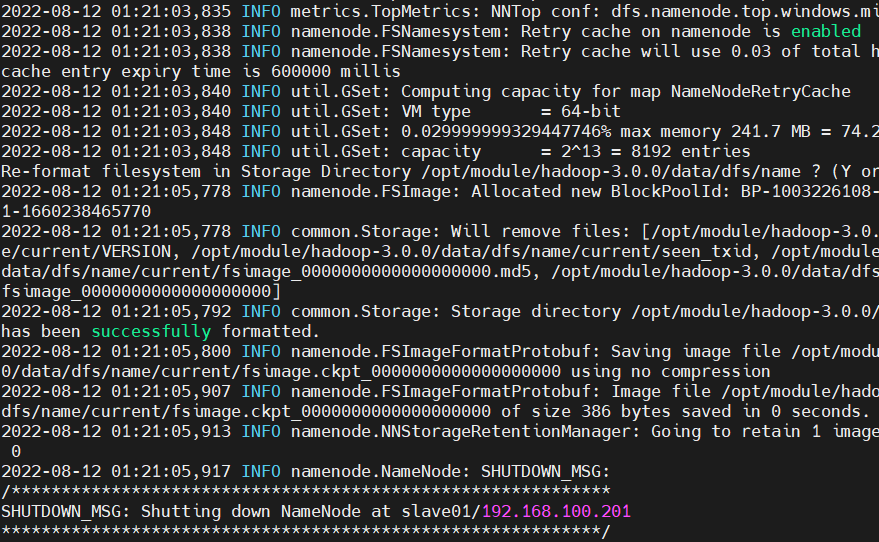 2022-08-12 01:21:03,835 INFO metrics.TopMetrics: NNTop conf: dfs.namenode.top.windows.mi
2022-08-12 01:21:03,838 INFO namenode.FSNamesystem: Retry cache on namenode is enabled
2022-08-12 01:21:03,838 INFO namenode.FSNamesystem: Retry cache will use 0.03 of total h
cache entry expiry time is 600000 millis
2022-08-12 01:21:03,840 INFO util.GSet: Computing capacity for map NameNodeRetryCache
2022-08-12 01:21:03,840 INFO util.GSet: VM type       = 64-bit
2022-08-12 01:21:03,848 INFO util.GSet: 0.029999999329447746% max memory 241.7 MB = 74.2
2022-08-12 01:21:03,848 INFO util.GSet: capacity      = 2^13 = 8192 entries
Re-format filesystem in Storage Directory /opt/module/hadoop-3.0.0/data/dfs/name ? (Y or
2022-08-12 01:21:05,778 INFO namenode.FSImage: Allocated new BlockPoolId: BP-1003226108-
1-1660238465770
2022-08-12 01:21:05,778 INFO common.Storage: Will remove files: [/opt/module/hadoop-3.0.
e/current/VERSION, /opt/module/hadoop-3.0.0/data/dfs/name/current/seen_txid, /opt/module
data/dfs/name/current/fsimage_0000000000000000000.md5, /opt/module/hadoop-3.0.0/data/dfs
fsimage_0000000000000000000]
2022-08-12 01:21:05,792 INFO common.Storage: Storage directory /opt/module/hadoop-3.0.0/
has been successfully formatted.
2022-08-12 01:21:05,800 INFO namenode.FSImageFormatProtobuf: Saving image file /opt/modu
0/data/dfs/name/current/fsimage.ckpt_0000000000000000000 using no compression
2022-08-12 01:21:05,907 INFO namenode.FSImageFormatProtobuf: Image file /opt/module/hado
dfs/name/current/fsimage.ckpt_0000000000000000000 of size 386 bytes saved in 0 seconds.
2022-08-12 01:21:05,913 INFO namenode.NNStorageRetentionManager: Going to retain 1 image
 0
2022-08-12 01:21:05,917 INFO namenode.NameNode: SHUTDOWN_MSG:
/************************************************************
SHUTDOWN_MSG: Shutting down NameNode at slave01/192.168.100.201
************************************************************/